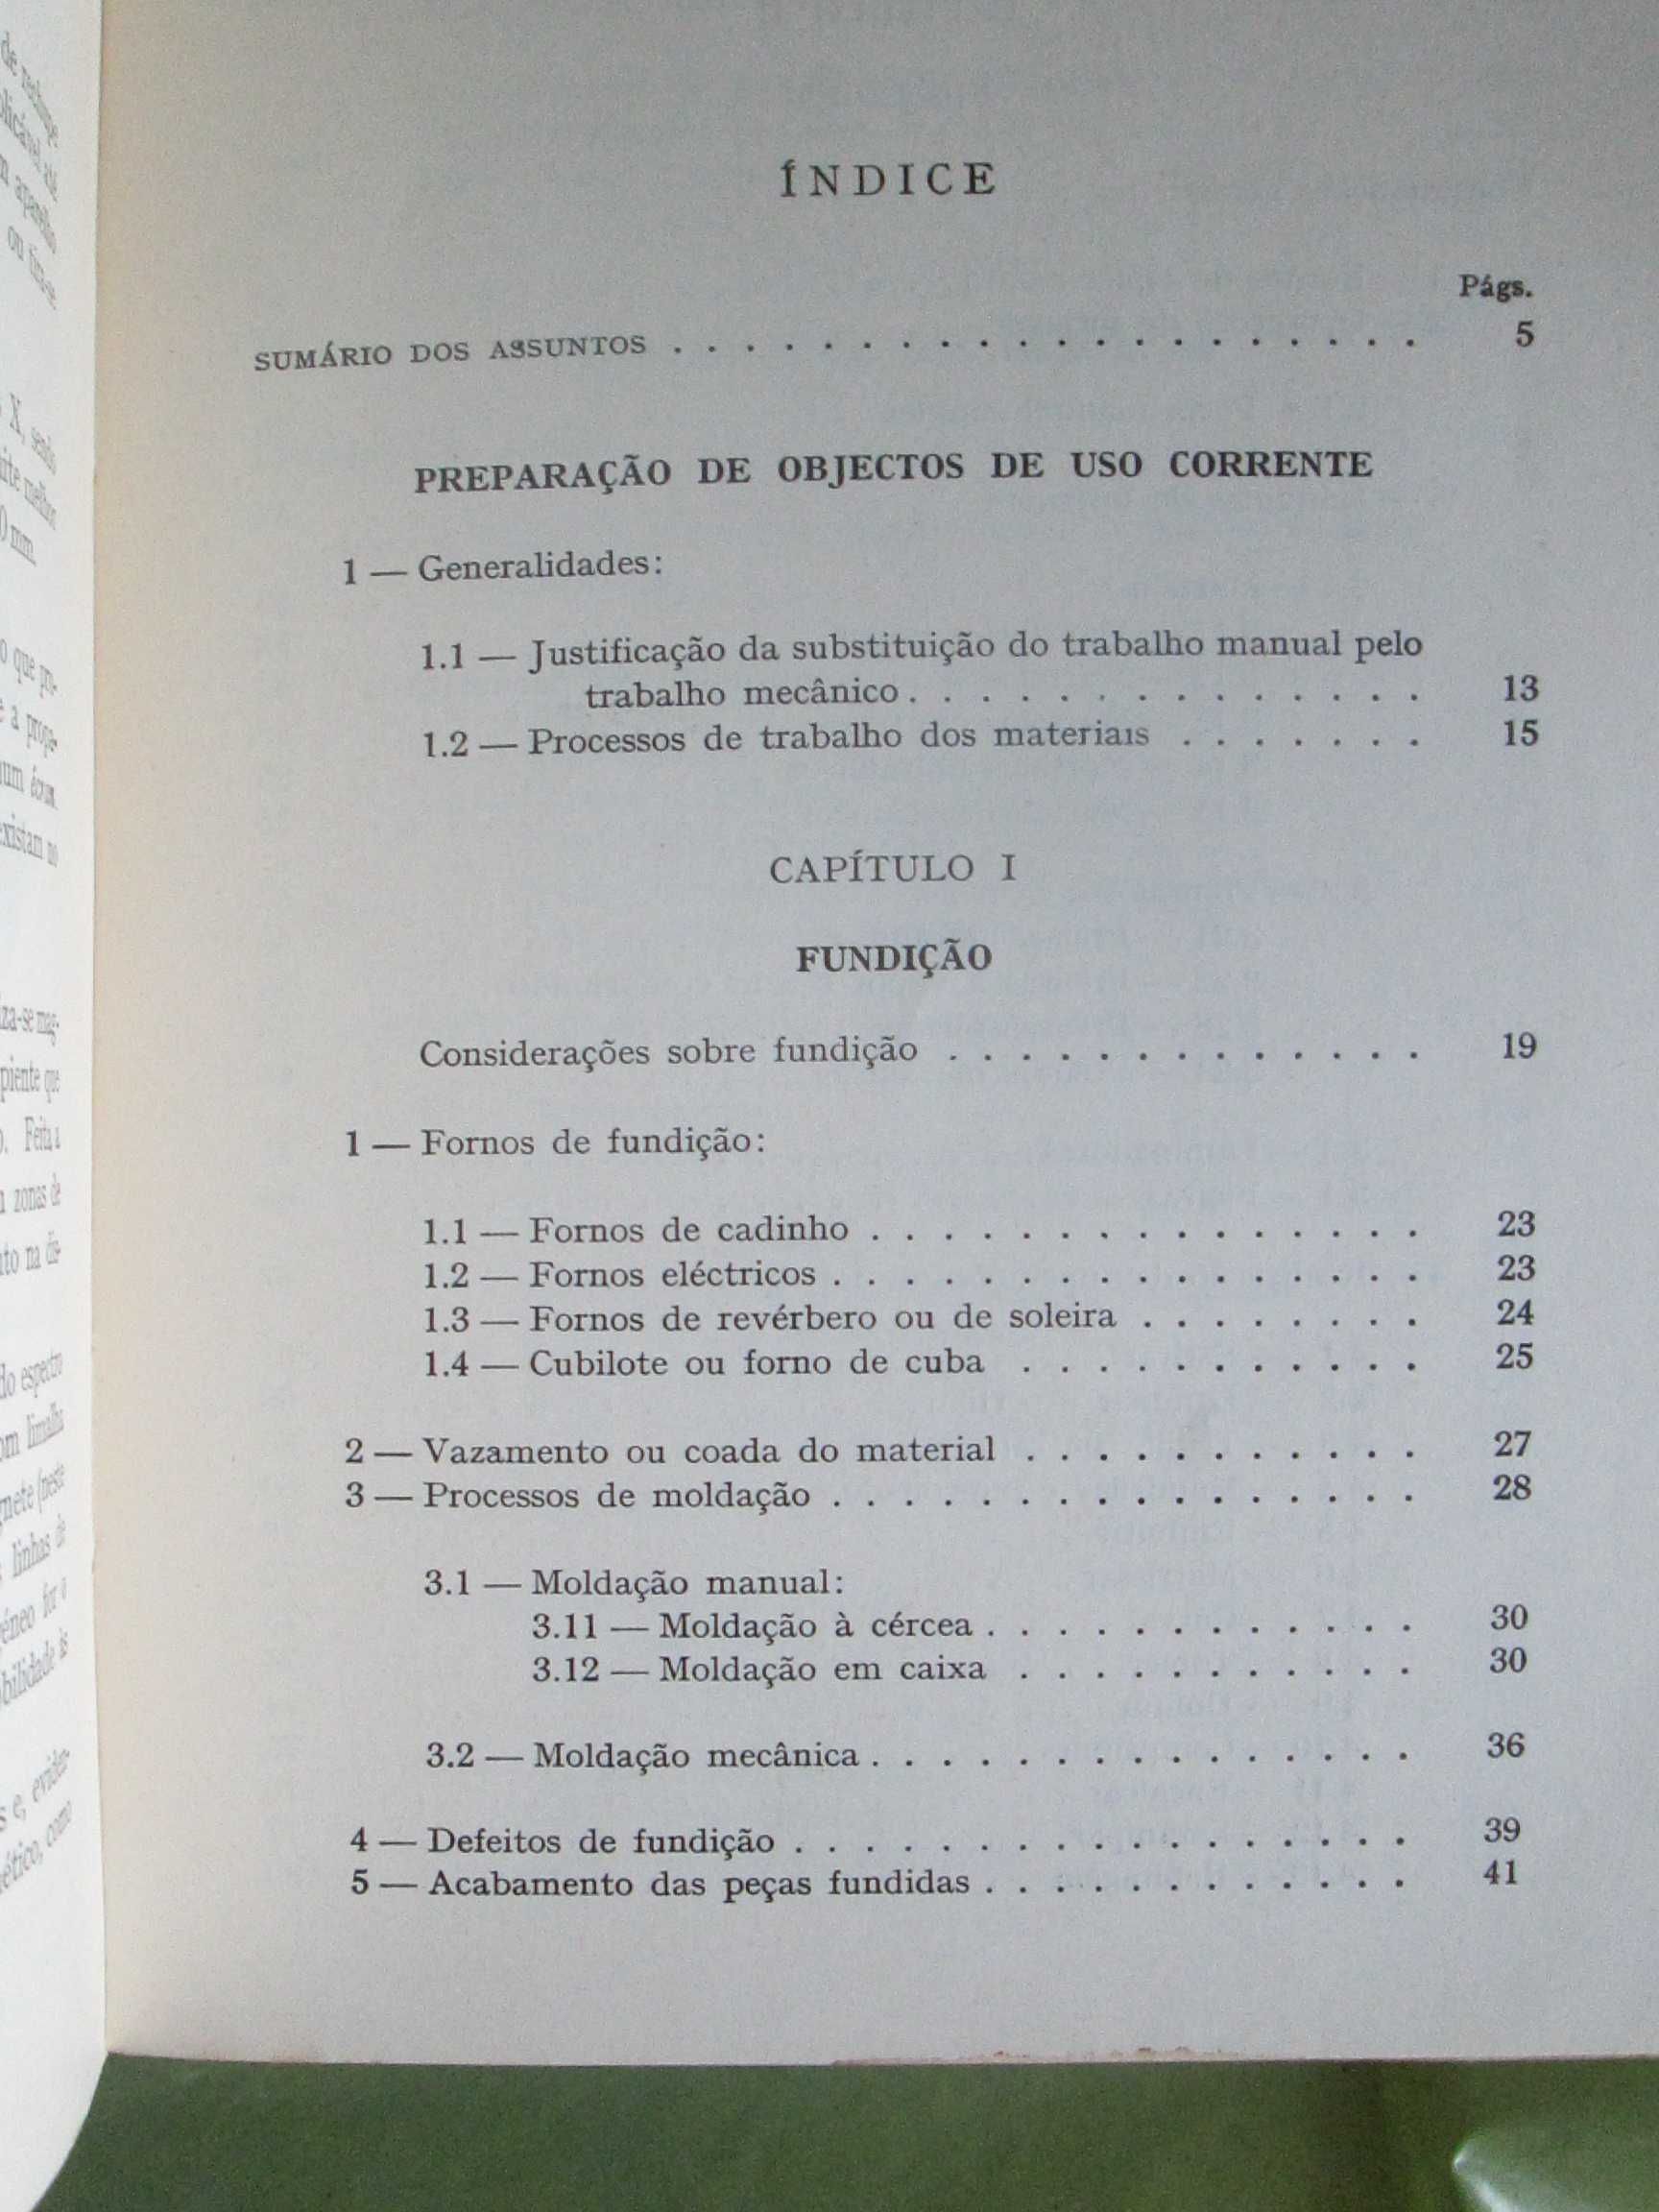 ÍNDICE
Págs.
SUMÁRIO DOS ASSUNTOS . . . . . . . . . . . . . . . . . . . . 5
PREPARAÇÃO DE OBJECTOS DE USO CORRENTE
1 — Generalidades:
1.1 — Justificação da substituição do trabalho manual pelo
trabalho mecânico . . . . . . . . . . . . . . 13
1.2 — Processos de trabalho dos materiais . . . . . . . 15
CAPÍTULO I
FUNDIÇÃO
Considerações sobre fundição . . . . . . . . . . . . . 19
1 — Fornos de fundição:
1.1 — Fornos de cadinho . . . . . . . . . . . . . . . 23
1.2 — Fornos eléctricos . . . . . . . . . . . . . . . . 23
1.3 — Fornos de revérbero ou de soleira . . . . . . . . 24
1.4 — Cubilote ou forno de cuba . . . . . . . . . . . 25
2 — Vazamento ou coada do material . . . . . . . . . . . 27
3 — Processos de moldação . . . . . . . . . . . . . . . . 28
3.1 — Moldação manual:
3.11 — Moldação à cércea . . . . . . . . . . . . 30
3.12 — Moldação em caixa . . . . . . . . . . . 30
3.2 — Moldação mecânica . . . . . . . . . . . . . . . 36
4 — Defeitos de fundição . . . . . . . . . . . . . . . . . 39
5 — Acabamento das peças fundidas . . . . . . . . . . . . 41